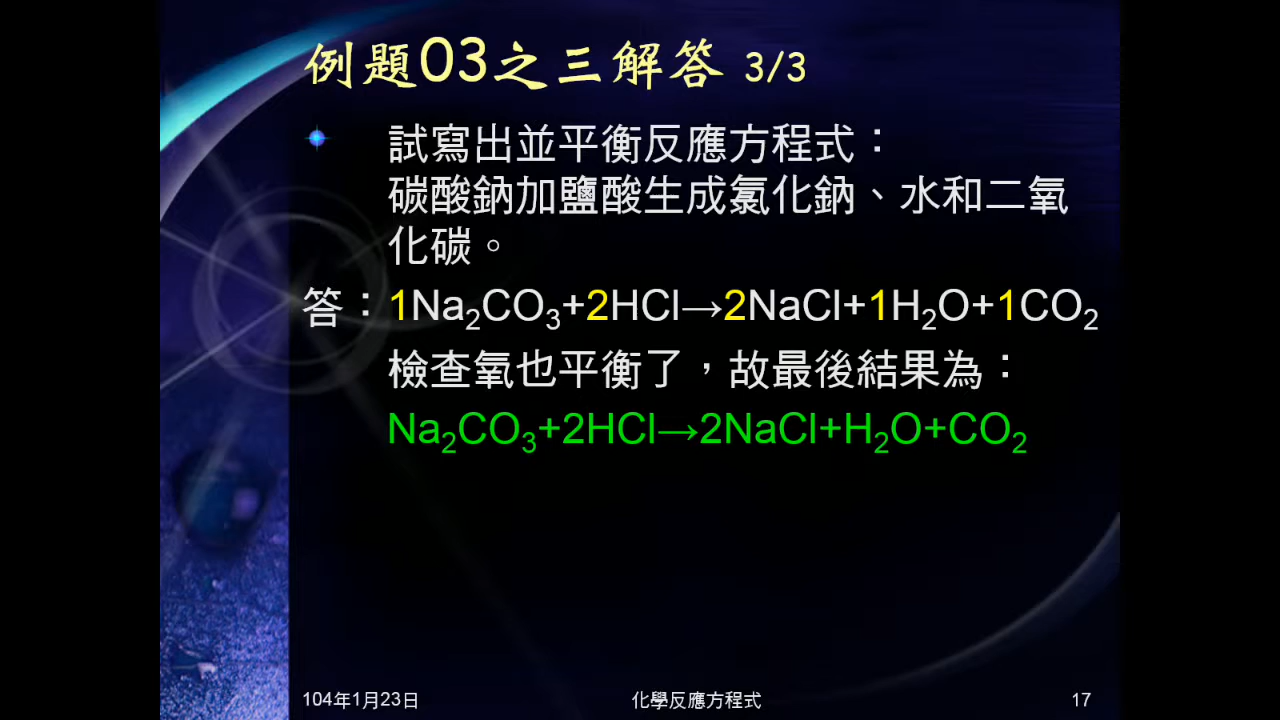 例題03之三解答 3/3
試寫出並平衡反應方程式：
碳酸鈉加鹽酸生成氯化鈉、水和二氧
化碳。
答：1Na₂CO₃+2HCl→2NaCl+1H₂O+1CO₂
檢查氧也平衡了，故最後結果為：
Na₂CO₃+2HCl→2NaCl+H₂O+CO₂
104年1月23日
化學反應方程式
17